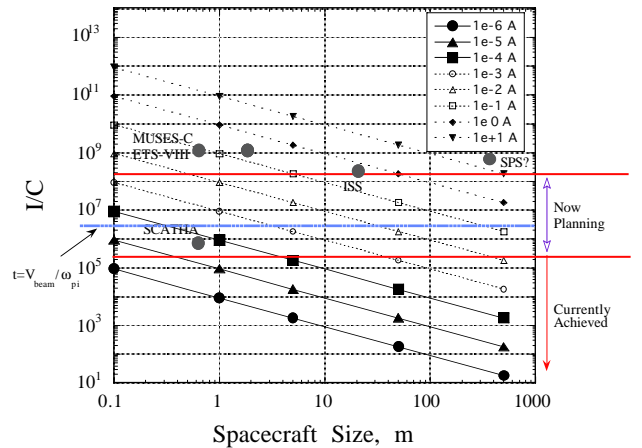 10^14
10^13
10^11
10^9
10^7
10^5
10^3
10^1
I/C
1e-6 A
1e-5 A
1e-4 A
1e-3 A
1e-2 A
1e-1 A
1e0 A
1e+1 A
MUSES-C
ETS-VIII
SPS?
ISS
SCATHA
t=V_beam/ω_pi
Now
Planning
Currently
Achieved
0.1 1 10 100 1000
Spacecraft Size, m